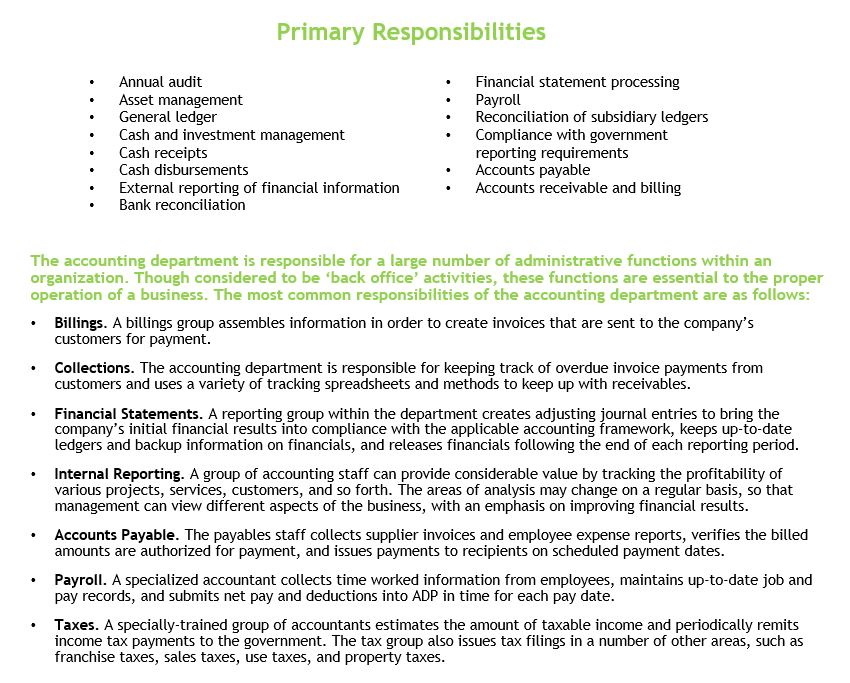 Primary Responsibilities
• Annual audit
• Asset management
• General ledger
• Cash and investment management
• Cash receipts
• Cash disbursements
• External reporting of financial information
• Bank reconciliation
• Financial statement processing
• Payroll
• Reconciliation of subsidiary ledgers
• Compliance with government
reporting requirements
• Accounts payable
• Accounts receivable and billing
The accounting department is responsible for a large number of administrative functions within an
organization. Though considered to be ‘back office’ activities, these functions are essential to the proper
operation of a business. The most common responsibilities of the accounting department are as follows:
• Billings. A billings group assembles information in order to create invoices that are sent to the company’s
customers for payment.
• Collections. The accounting department is responsible for keeping track of overdue invoice payments from
customers and uses a variety of tracking spreadsheets and methods to keep up with receivables.
• Financial Statements. A reporting group within the department creates adjusting journal entries to bring the
company’s initial financial results into compliance with the applicable accounting framework, keeps up-to-date
ledgers and backup information on financials, and releases financials following the end of each reporting period.
• Internal Reporting. A group of accounting staff can provide considerable value by tracking the profitability of
various projects, services, customers, and so forth. The areas of analysis may change on a regular basis, so that
management can view different aspects of the business, with an emphasis on improving financial results.
• Accounts Payable. The payables staff collects supplier invoices and employee expense reports, verifies the billed
amounts are authorized for payment, and issues payments to recipients on scheduled payment dates.
• Payroll. A specialized accountant collects time worked information from employees, maintains up-to-date job and
pay records, and submits net pay and deductions into ADP in time for each pay date.
• Taxes. A specially-trained group of accountants estimates the amount of taxable income and periodically remits
income tax payments to the government. The tax group also issues tax filings in a number of other areas, such as
franchise taxes, sales taxes, use taxes, and property taxes.